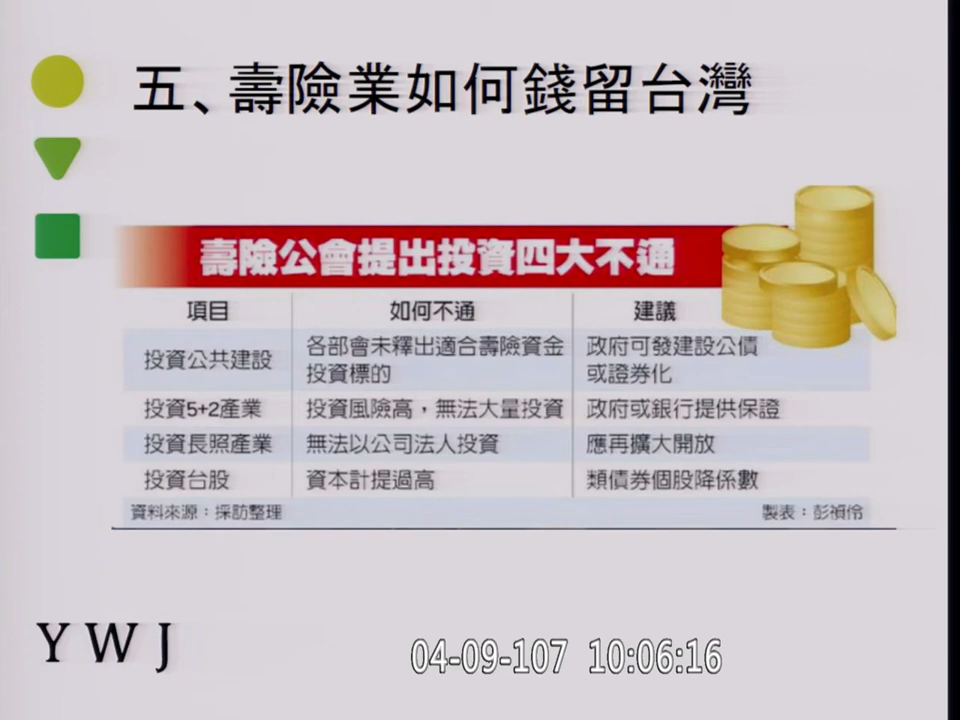 五、壽險業如何錢留台灣
壽險公會提出投資四大不通
項目 如何不通 建議
投資公共建設 各部會未釋出適合壽險資金投資標的 政府可發建設公債或證券化
投資5+2產業 投資風險高，無法大量投資 政府或銀行提供保證
投資長照產業 無法以公司法人投資 應再擴大開放
投資台股 資本計提過高 類債券個股降係數
資料來源：採訪整理 製表：彭禎伶
YWJ
04-09-107 10:06:16